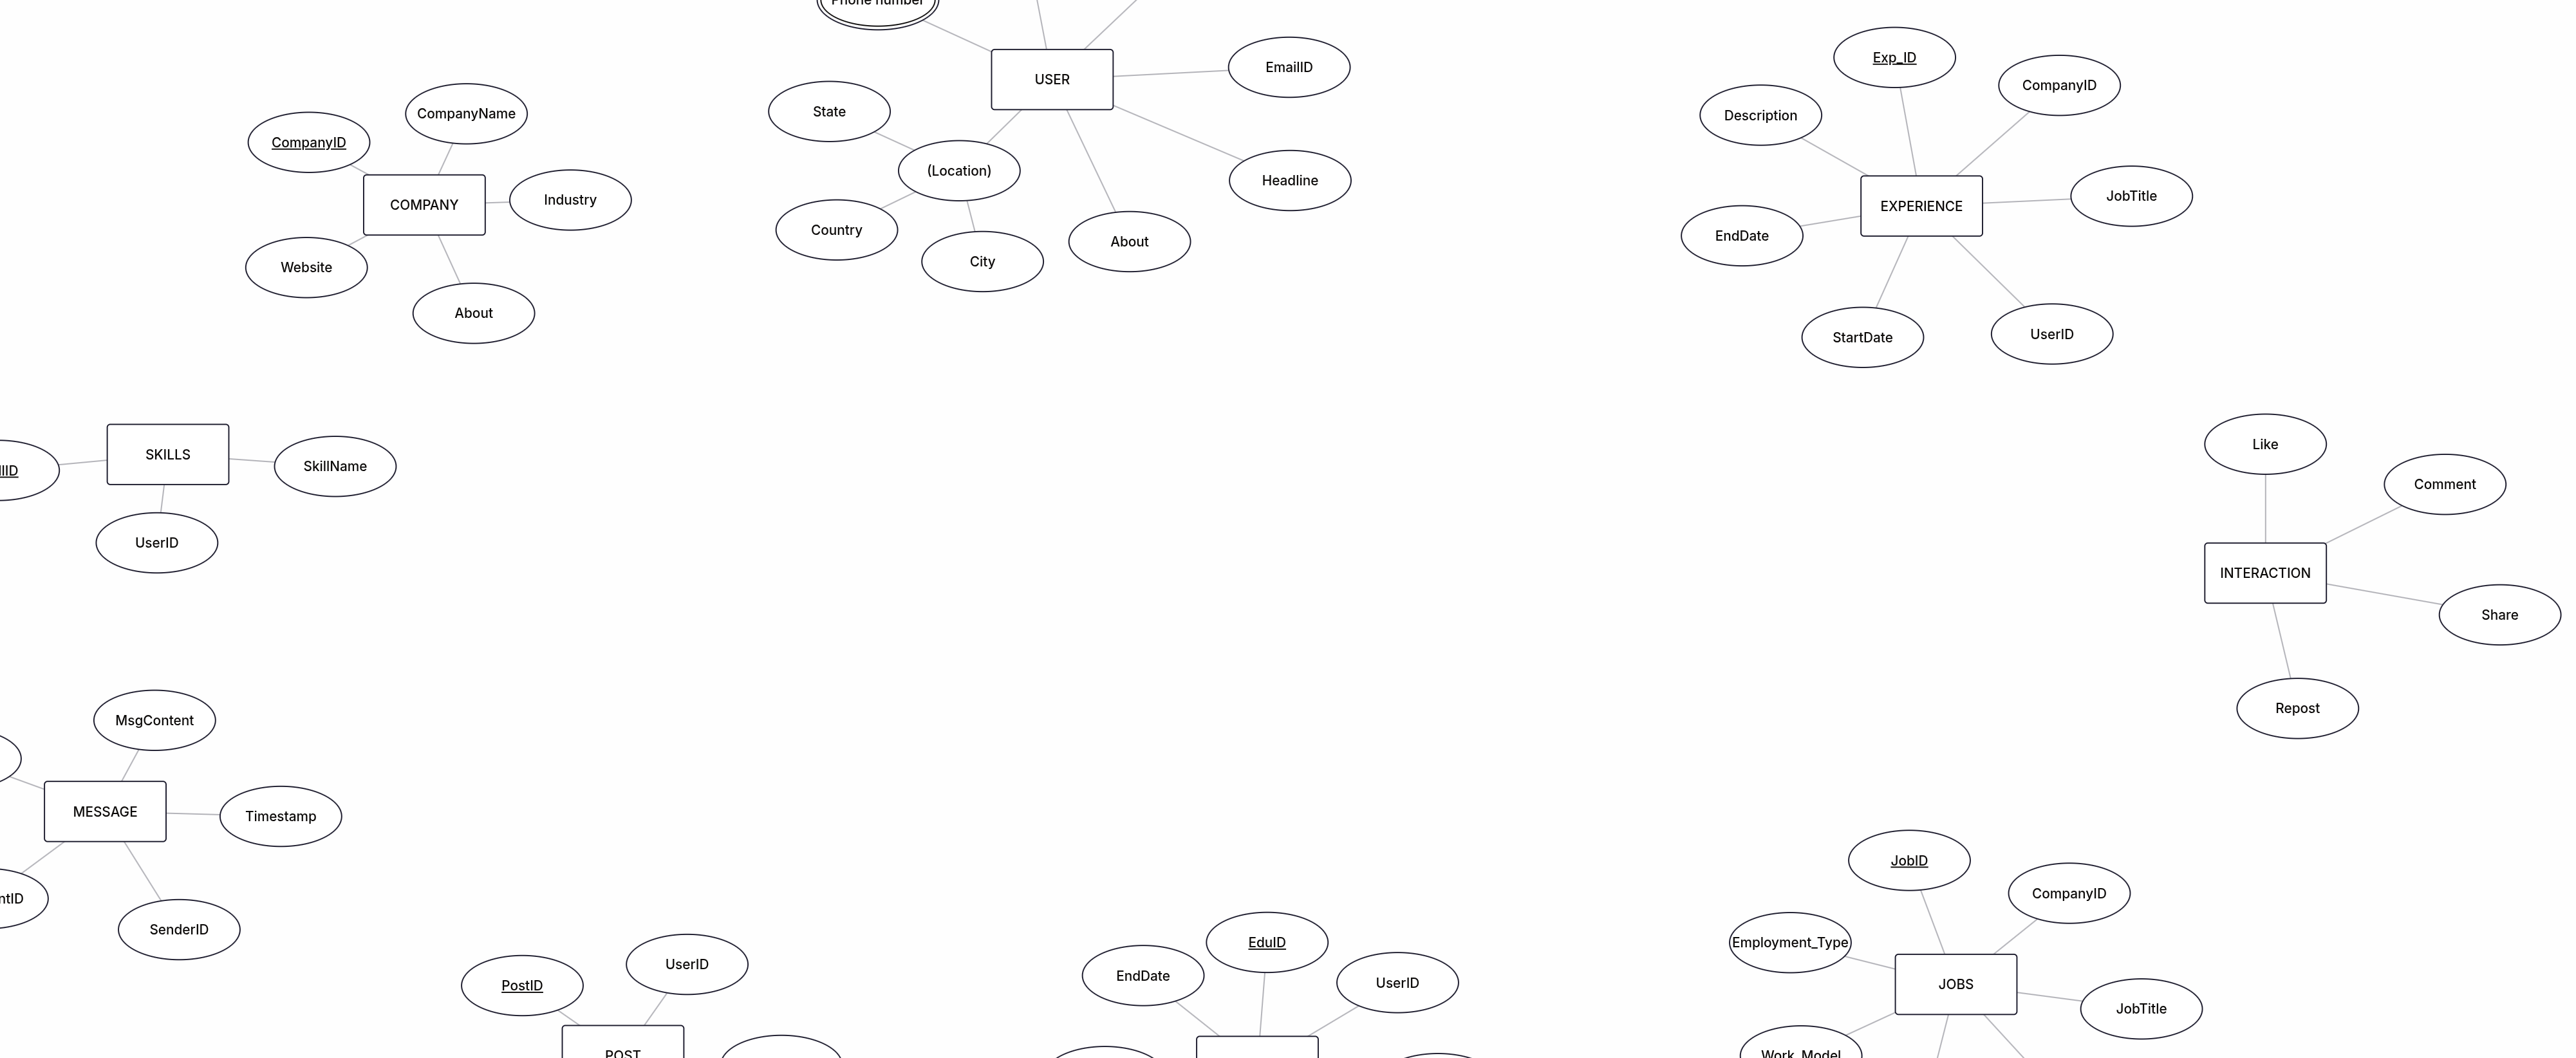 Phone number
USER
EmailID
State
(Location)
Headline
Country
City
About
Exp_ID
CompanyID
Description
EXPERIENCE
JobTitle
EndDate
StartDate
UserID
CompanyName
CompanyID
COMPANY
Industry
Website
About
SKILLS
SkillName
UserID
Like
Comment
INTERACTION
Share
Repost
MsgContent
MESSAGE
Timestamp
SenderID
PostID
UserID
POST
EduID
EndDate
UserID
JobID
CompanyID
Employment_Type
JOBS
JobTitle
Work_Model